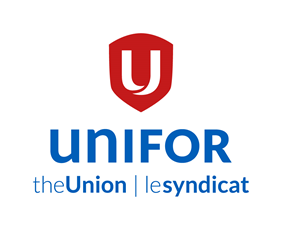 U
UNIFOR
theUnion | lesyndicat